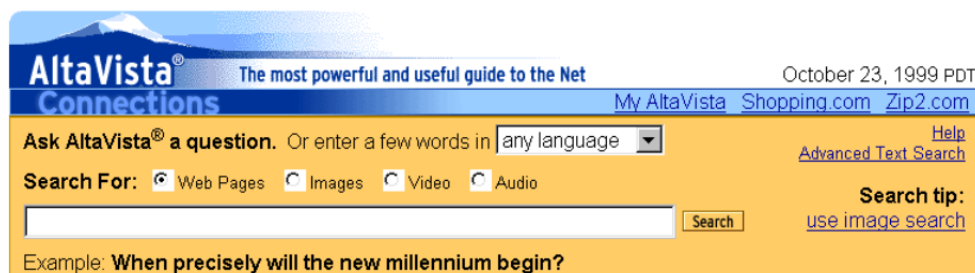 AltaVista®
The most powerful and useful guide to the Net
October 23, 1999 PDT
Connections
My AltaVista Shopping.com Zip2.com
Ask AltaVista® a question. Or enter a few words in any language
Help
Advanced Text Search
Search For: Web Pages Images Video Audio
Search tip:
Search
use image search
Example: When precisely will the new millennium begin?